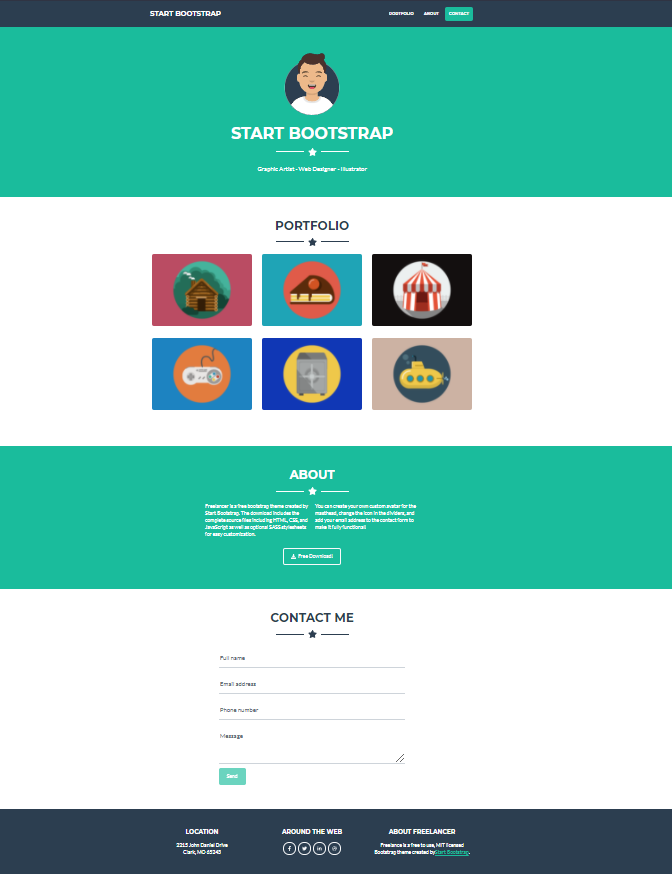 START BOOTSTRAP
PORTFOLIO ABOUT CONTACT
START BOOTSTRAP
Graphic Artist - Web Designer - Illustrator
PORTFOLIO
ABOUT
Freelancer is a free bootstrap theme created by
Start Bootstrap. The download includes the
complete source files including HTML, CSS, and
JavaScript as well as optional SASS stylesheets
for easy customization.
You can create your own custom avatar for the
masthead, change the icon in the dividers, and
add your email address to the contact form to
make it fully functional!
Free Download!
CONTACT ME
Full name
Email address
Phone number
Message
Send
LOCATION
2215 John Daniel Drive
Clark, MO 65243
AROUND THE WEB
ABOUT FREELANCER
Freelance is a free to use, MIT licensed
Bootstrap theme created by Start Bootstrap.